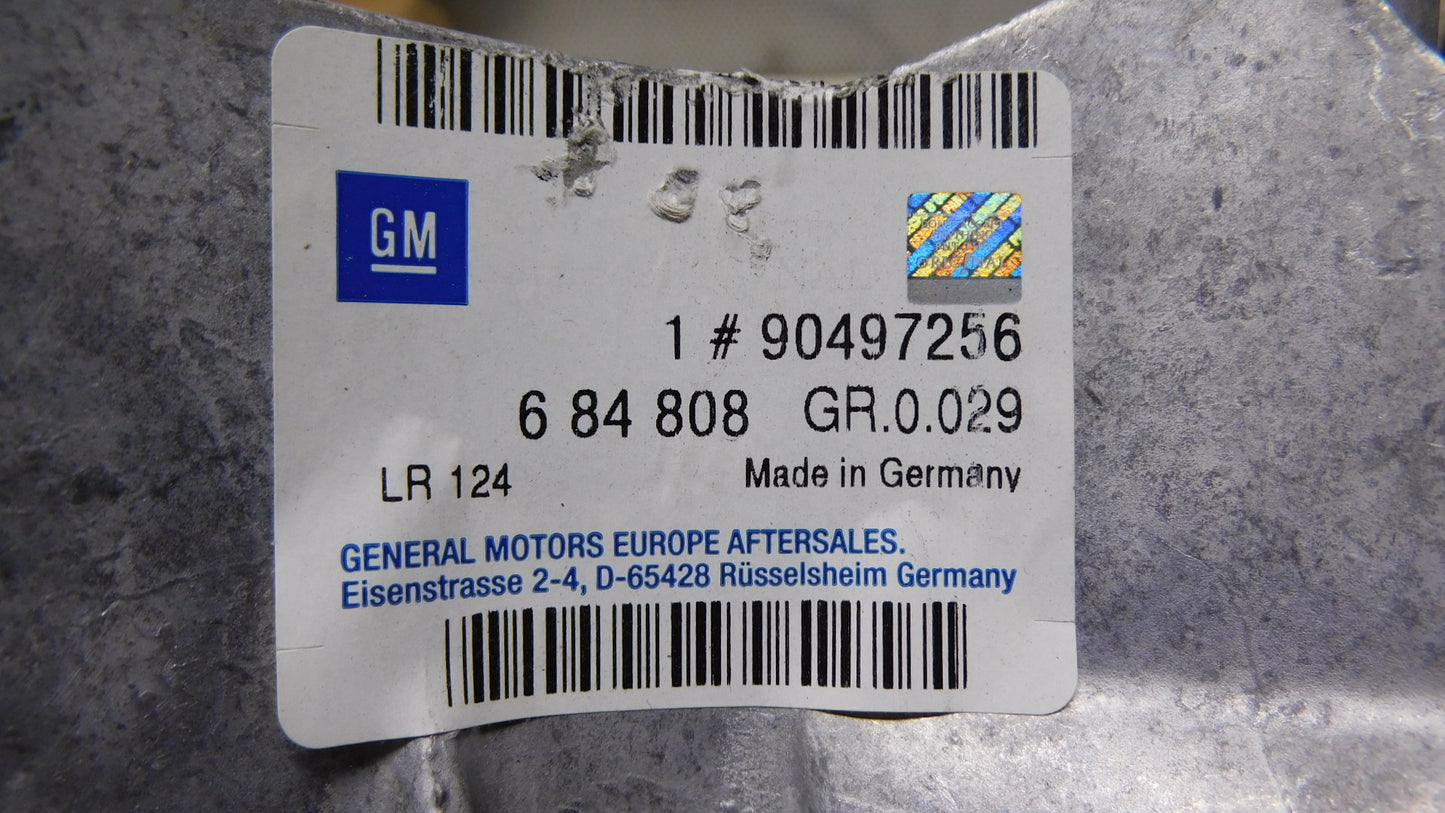 GM
1 # 90497256
6 84 808 GR.0.029
LR 124 Made in Germany
GENERAL MOTORS EUROPE AFTERSALES.
Eisenstrasse 2-4, D-65428 Rüsselsheim Germany